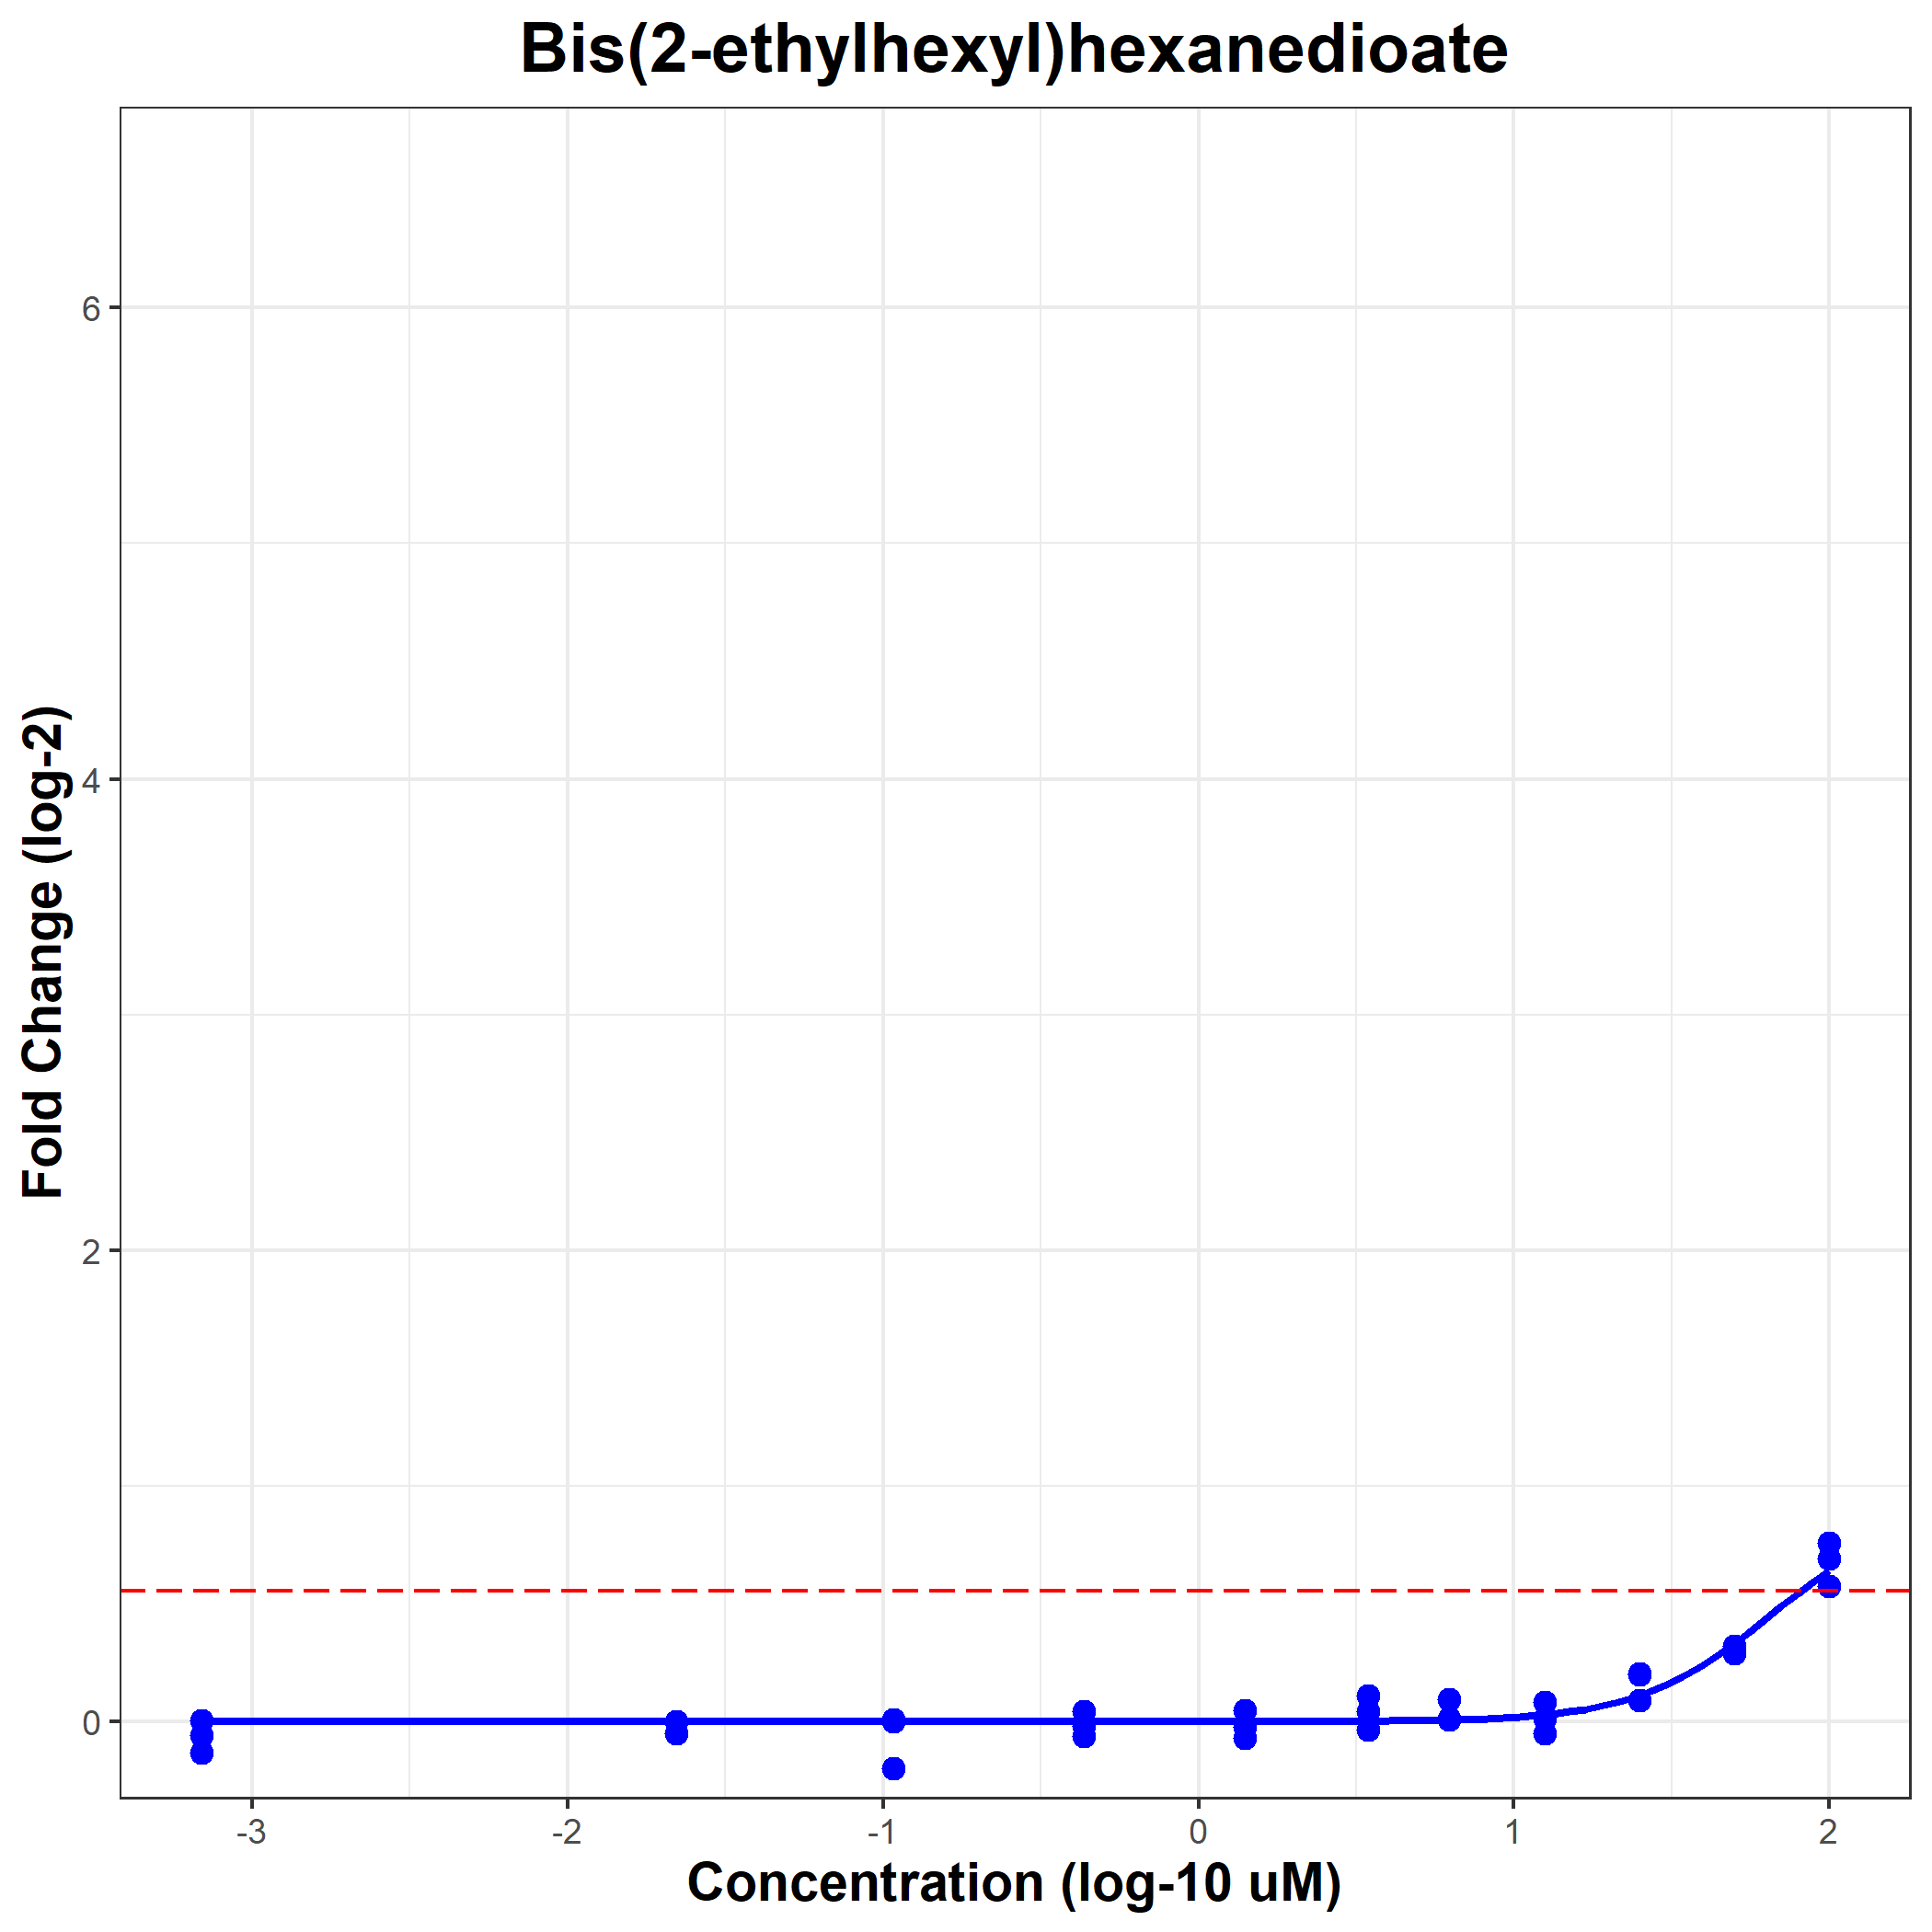 Bis(2-ethylhexyl)hexanedioate
Fold Change (log-2)
6
4
2
0
-3 -2 -1 0 1 2
Concentration (log-10 uM)